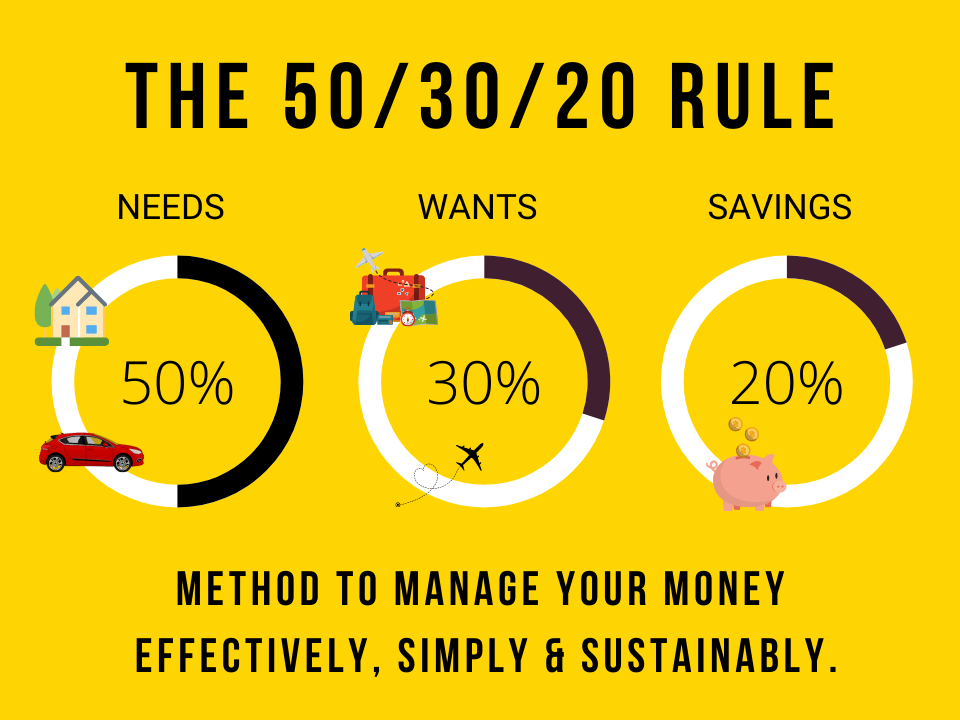 THE 50/30/20 RULE
NEEDS
WANTS
SAVINGS
50%
30%
20%
METHOD TO MANAGE YOUR MONEY
EFFECTIVELY, SIMPLY & SUSTAINABLY.